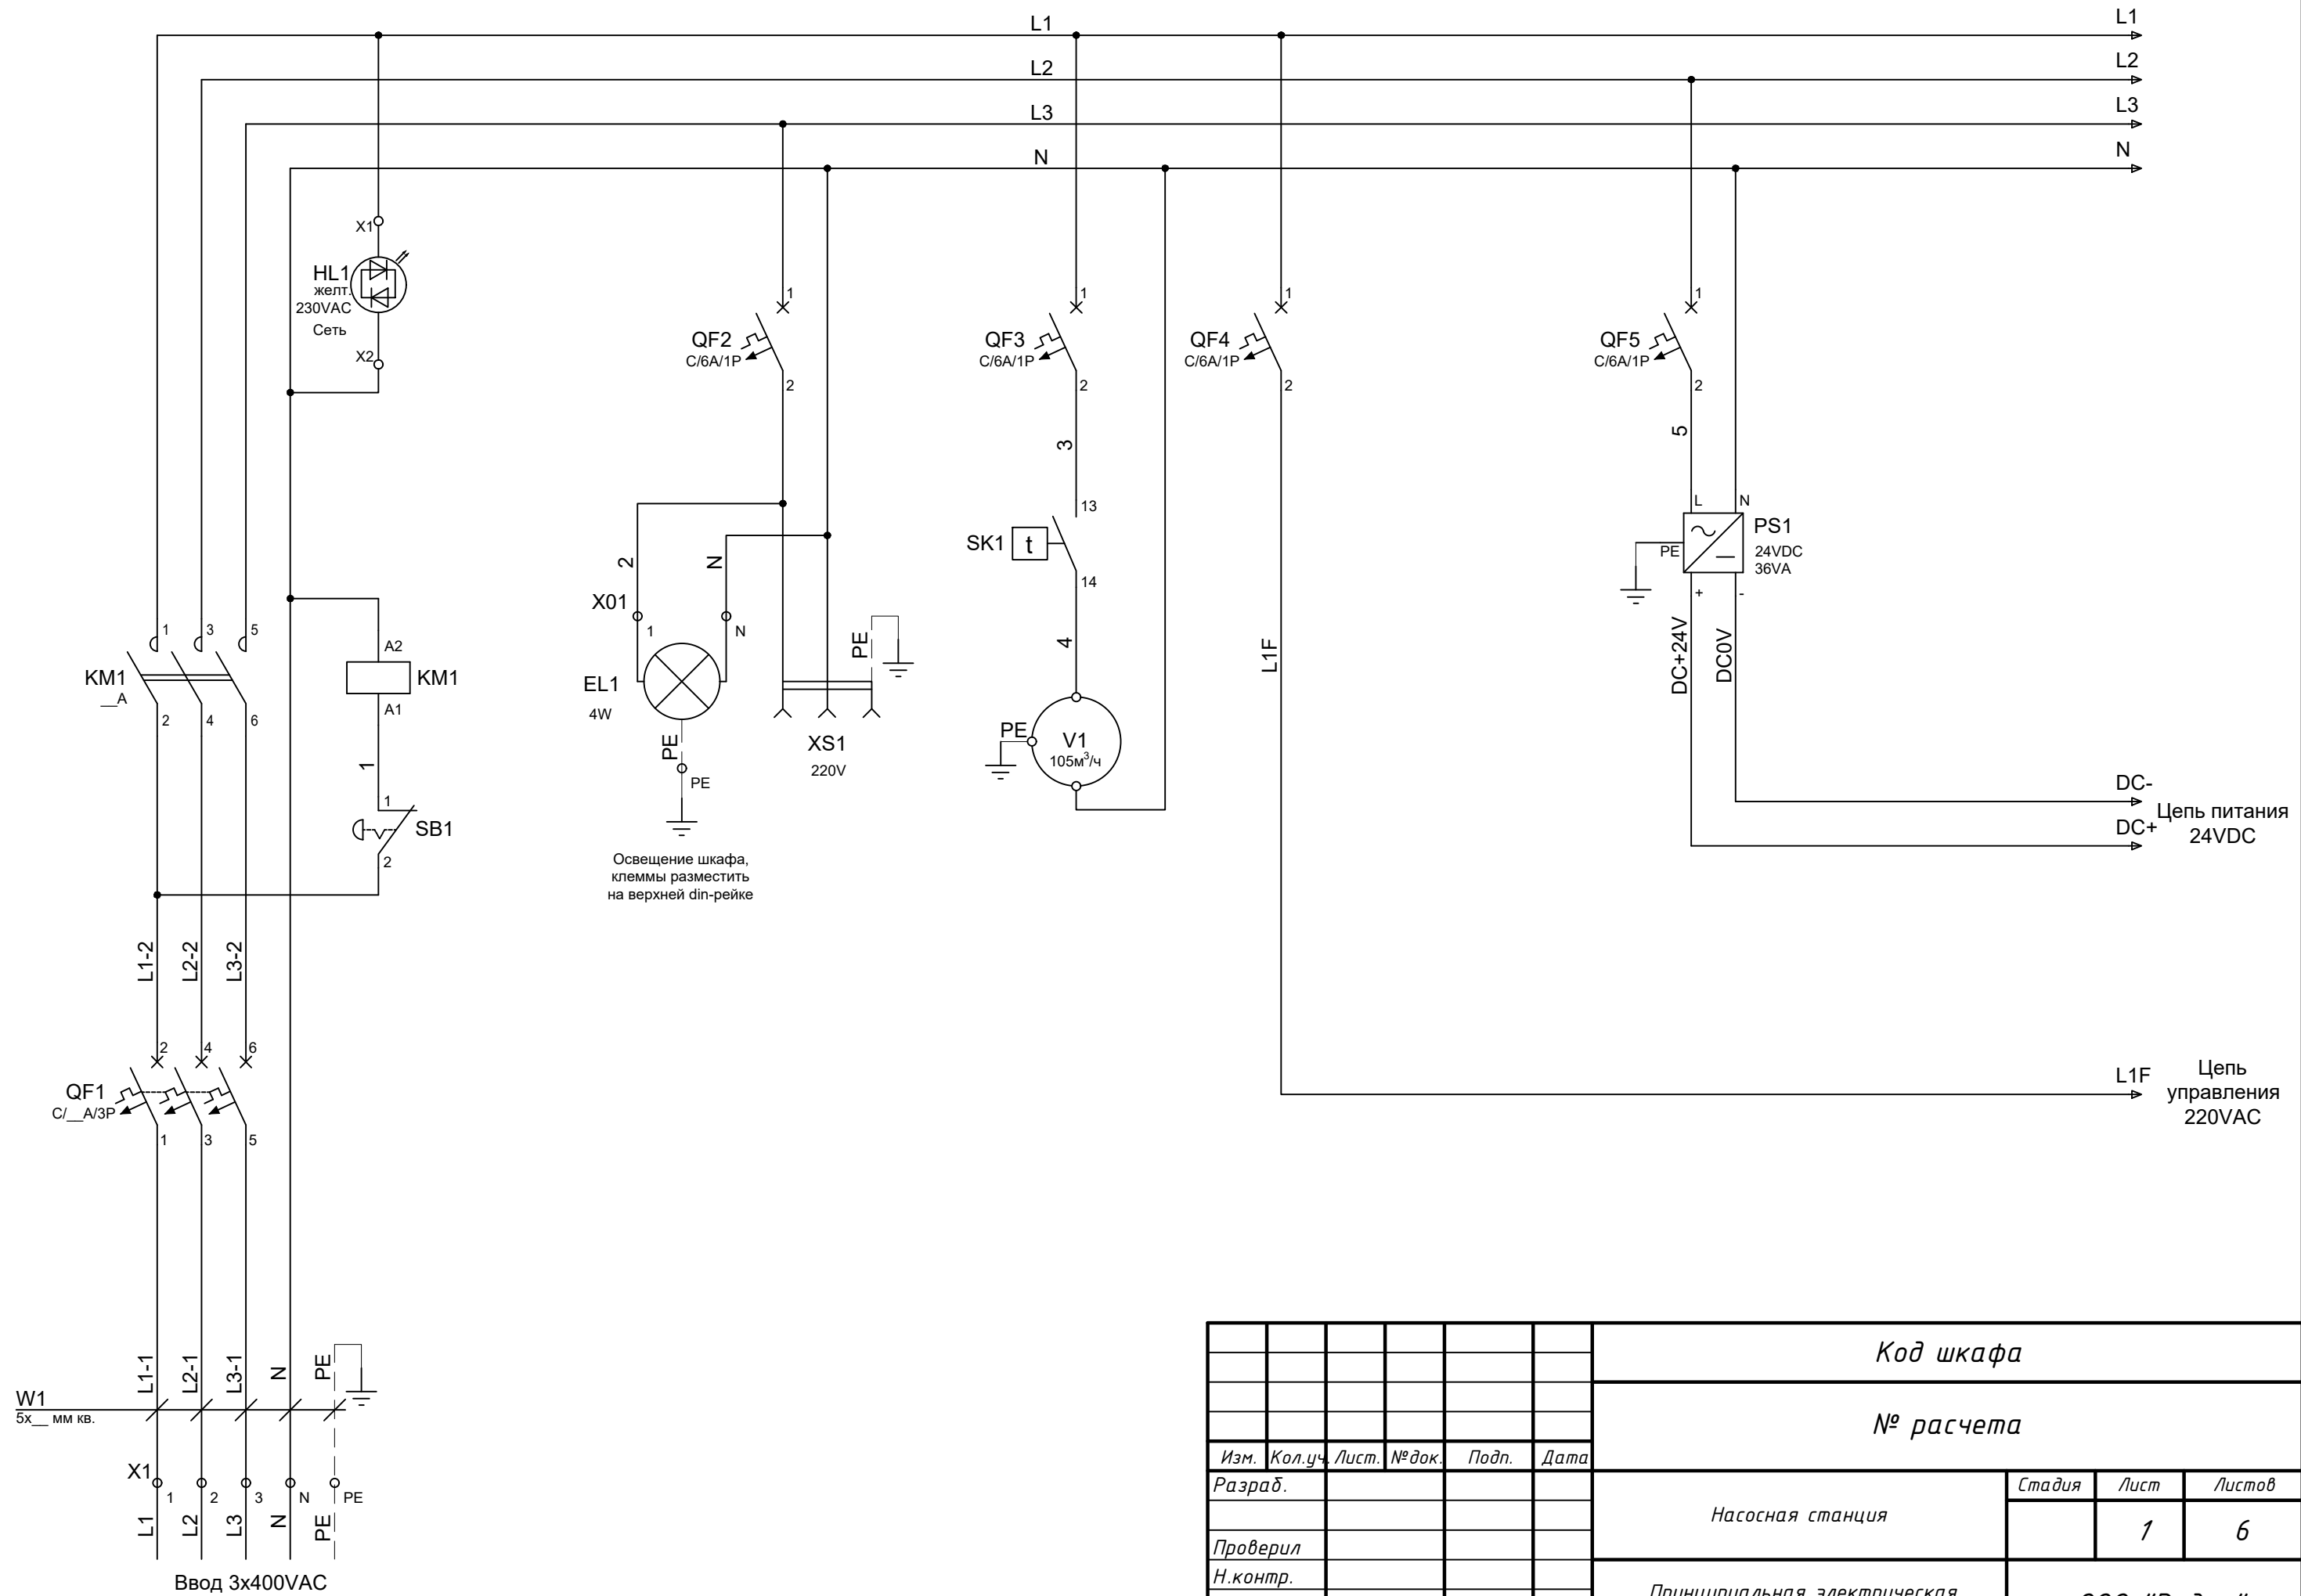 L1
L1
L2
L2
L3
L3
N
N
X1
HL1
желт.
230VAC
Сеть
X2
1
QF2
C/6A/1P
2
1
QF3
C/6A/1P
2
1
QF4
C/6A/1P
2
1
QF5
C/6A/1P
2
3
5
13
SK1
t
14
L
N
PS1
PE
24VDC
36VA
+
-
2
N
X01
1
N
PE
EL1
4W
PE
PE
XS1
220V
4
PE
V1
105м³/ч
L1F
DC+24V
DC0V
1
3
5
KM1
__A
2
4
6
A2
KM1
A1
1
1
SB1
2
DC-
DC+
Цепь питания
24VDC
Освещение шкафа,
клеммы разместить
на верхней din-рейке
L1-2
L2-2
L3-2
2
4
6
QF1
C/__A/3P
1
3
5
L1F
Цепь
управления
220VAC
L1-1
L2-1
L3-1
N
PE
W1
5x__ мм кв.
X1
1
2
3
N
PE
L1
L2
L3
N
PE
Ввод 3x400VAC
Код шкафа
№ расчета
Изм.
Кол.уч.
Лист.
№док.
Подп.
Дата
Разраб.
Проверил
Н.контр.
Насосная станция
Стадия
Лист
Листов
1
6
Принципиальная электрическая